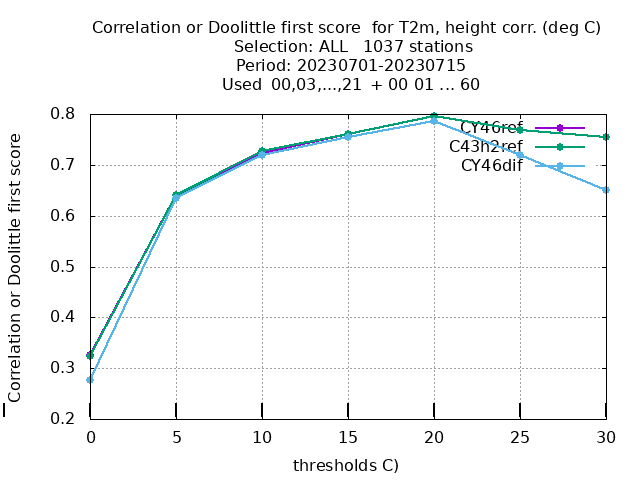 Correlation or Doolittle first score  for T2m, height corr. (deg C)
Selection: ALL   1037 stations
Period: 20230701-20230715
Used  00,03,...,21  + 00 01 ... 60
Correlation or Doolittle first score
0.8
0.7
0.6
0.5
0.4
0.3
0.2
CY46ref
C43h2ref
CY46dif
0 5 10 15 20 25 30
thresholds C)